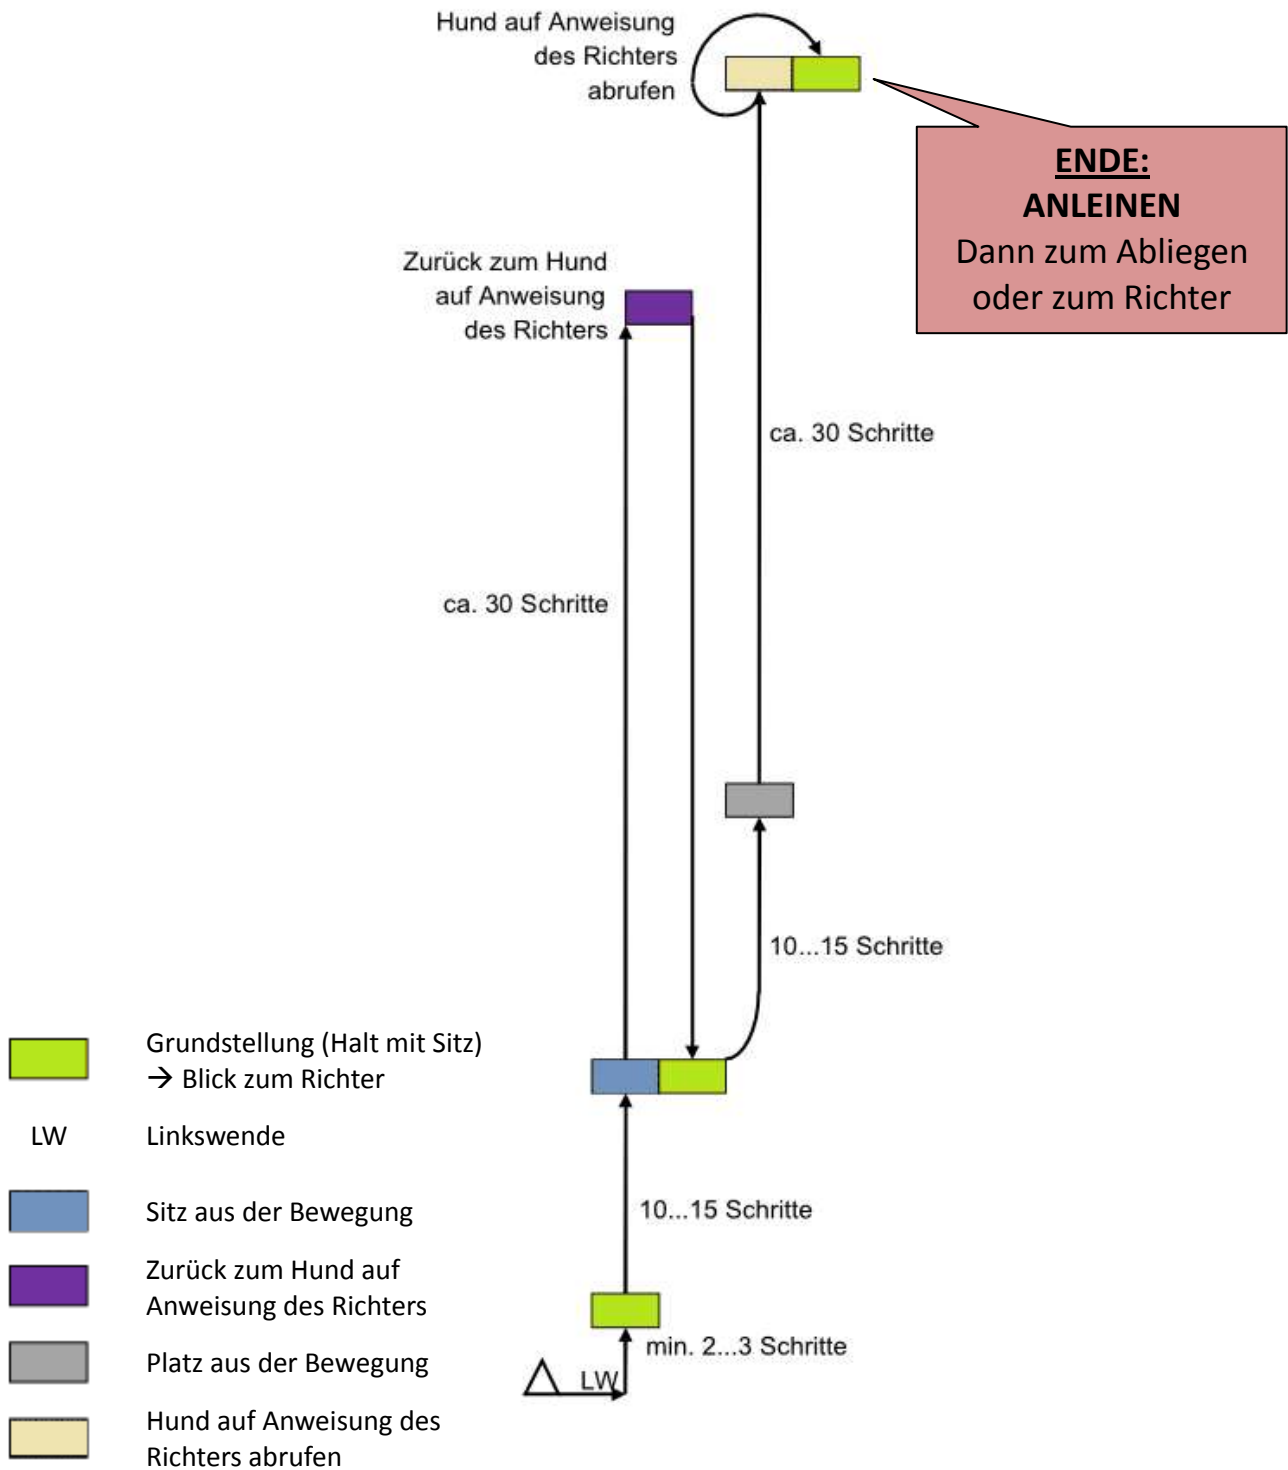 Hund auf Anweisung
des Richters
abrufen
ENDE:
ANLEINEN
Dann zum Abliegen
oder zum Richter
Zurück zum Hund
auf Anweisung
des Richters
ca. 30 Schritte
ca. 30 Schritte
10...15 Schritte
10...15 Schritte
min. 2...3 Schritte
LW
Grundstellung (Halt mit Sitz)
→ Blick zum Richter
LW Linkswende
Sitz aus der Bewegung
Zurück zum Hund auf
Anweisung des Richters
Platz aus der Bewegung
Hund auf Anweisung des
Richters abrufen